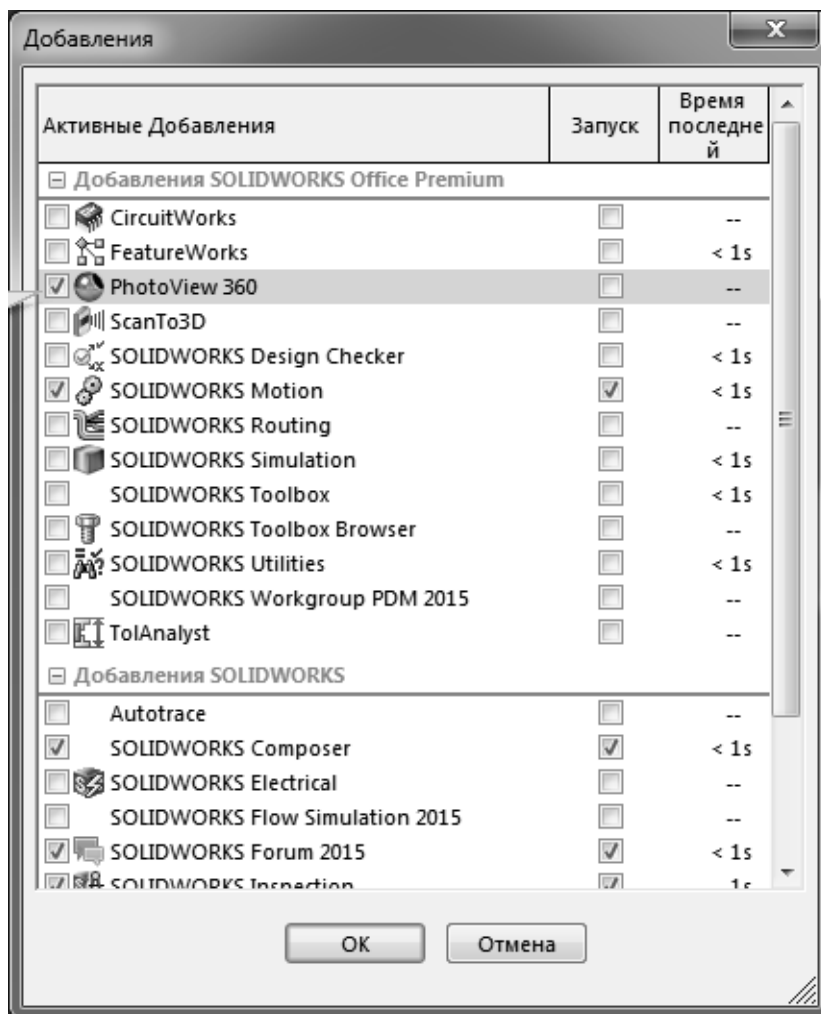 Добавления
Активные Добавления Запуск Время
последне
й
Добавления SOLIDWORKS Office Premium
CircuitWorks --
FeatureWorks < 1s
PhotoView 360 --
ScanTo3D --
SOLIDWORKS Design Checker < 1s
SOLIDWORKS Motion < 1s
SOLIDWORKS Routing --
SOLIDWORKS Simulation < 1s
SOLIDWORKS Toolbox < 1s
SOLIDWORKS Toolbox Browser --
SOLIDWORKS Utilities < 1s
SOLIDWORKS Workgroup PDM 2015 --
TolAnalyst --
Добавления SOLIDWORKS
Autotrace --
SOLIDWORKS Composer < 1s
SOLIDWORKS Electrical --
SOLIDWORKS Flow Simulation 2015 --
SOLIDWORKS Forum 2015 < 1s
SOLIDWORKS Inspection 1s
OK Отмена